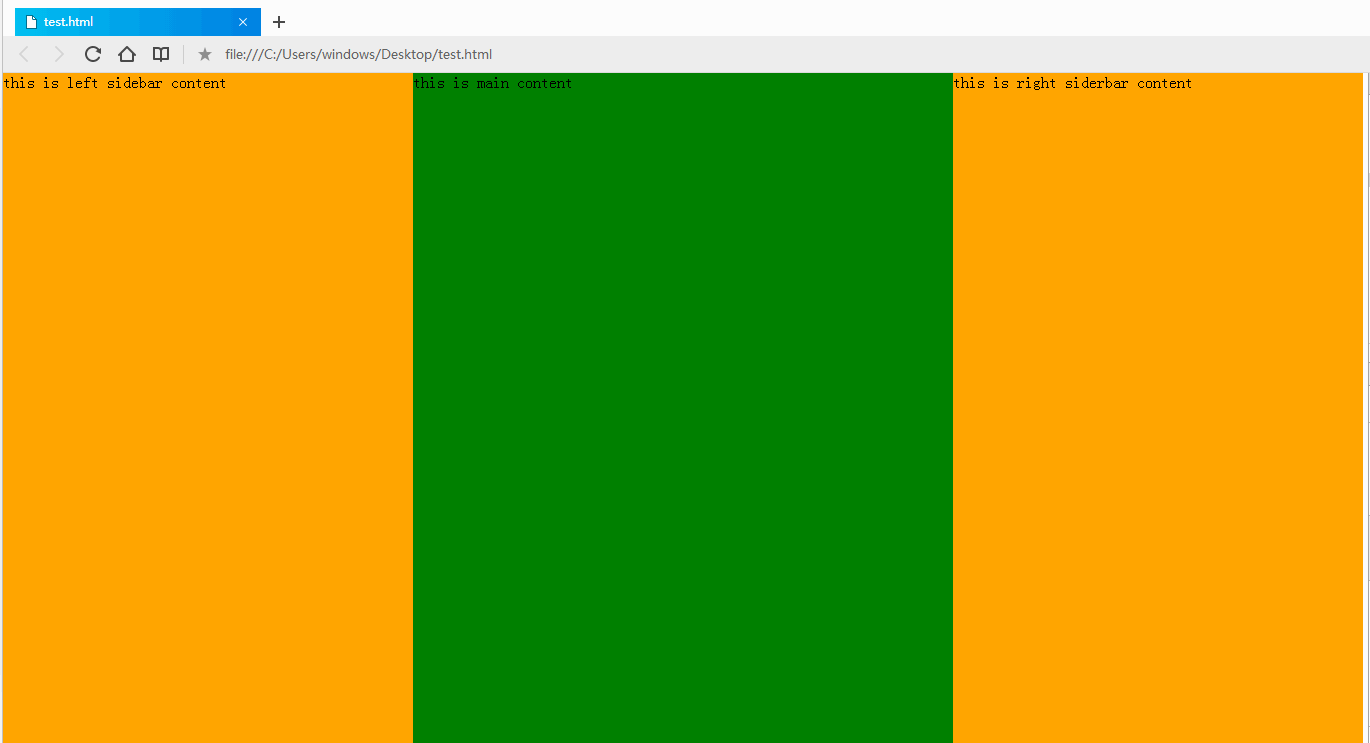 test.html
file:///C:/Users/windows/Desktop/test.html
this is left sidebar content
this is main content
this is right siderbar content